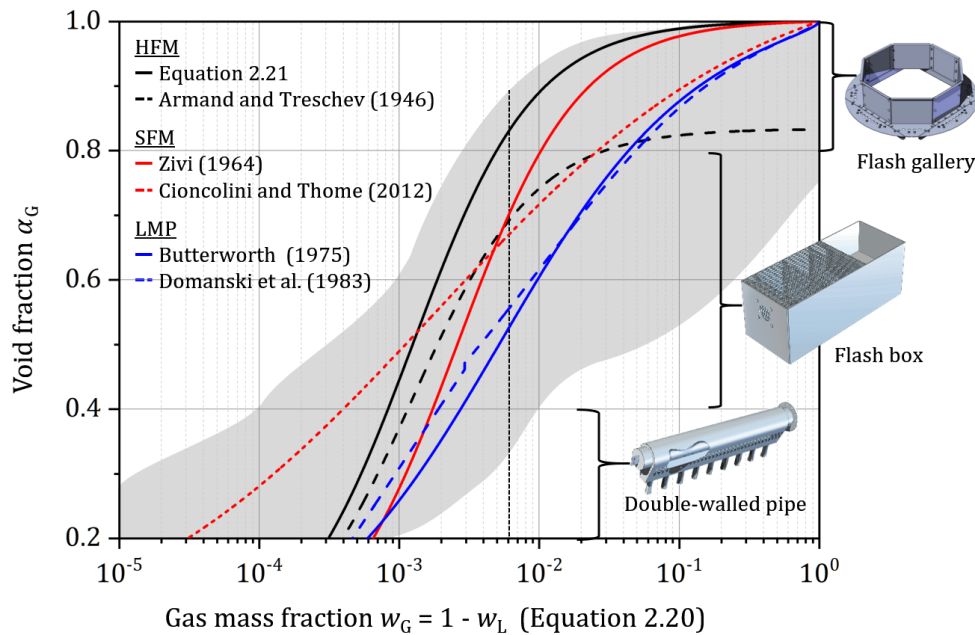 HFM
Equation 2.21
Armand and Treschev (1946)
SFM
Zivi (1964)
Cioncolini and Thome (2012)
LMP
Butterworth (1975)
Domanski et al. (1983)
Void fraction αG
1.0
0.8
0.6
0.4
0.2
10-5
10-4
10-3
10-2
10-1
100
Gas mass fraction wG = 1 - wL (Equation 2.20)
Flash gallery
Flash box
Double-walled pipe